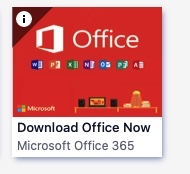 i
Office
W P X N O P A
Microsoft
Download Office Now
Microsoft Office 365